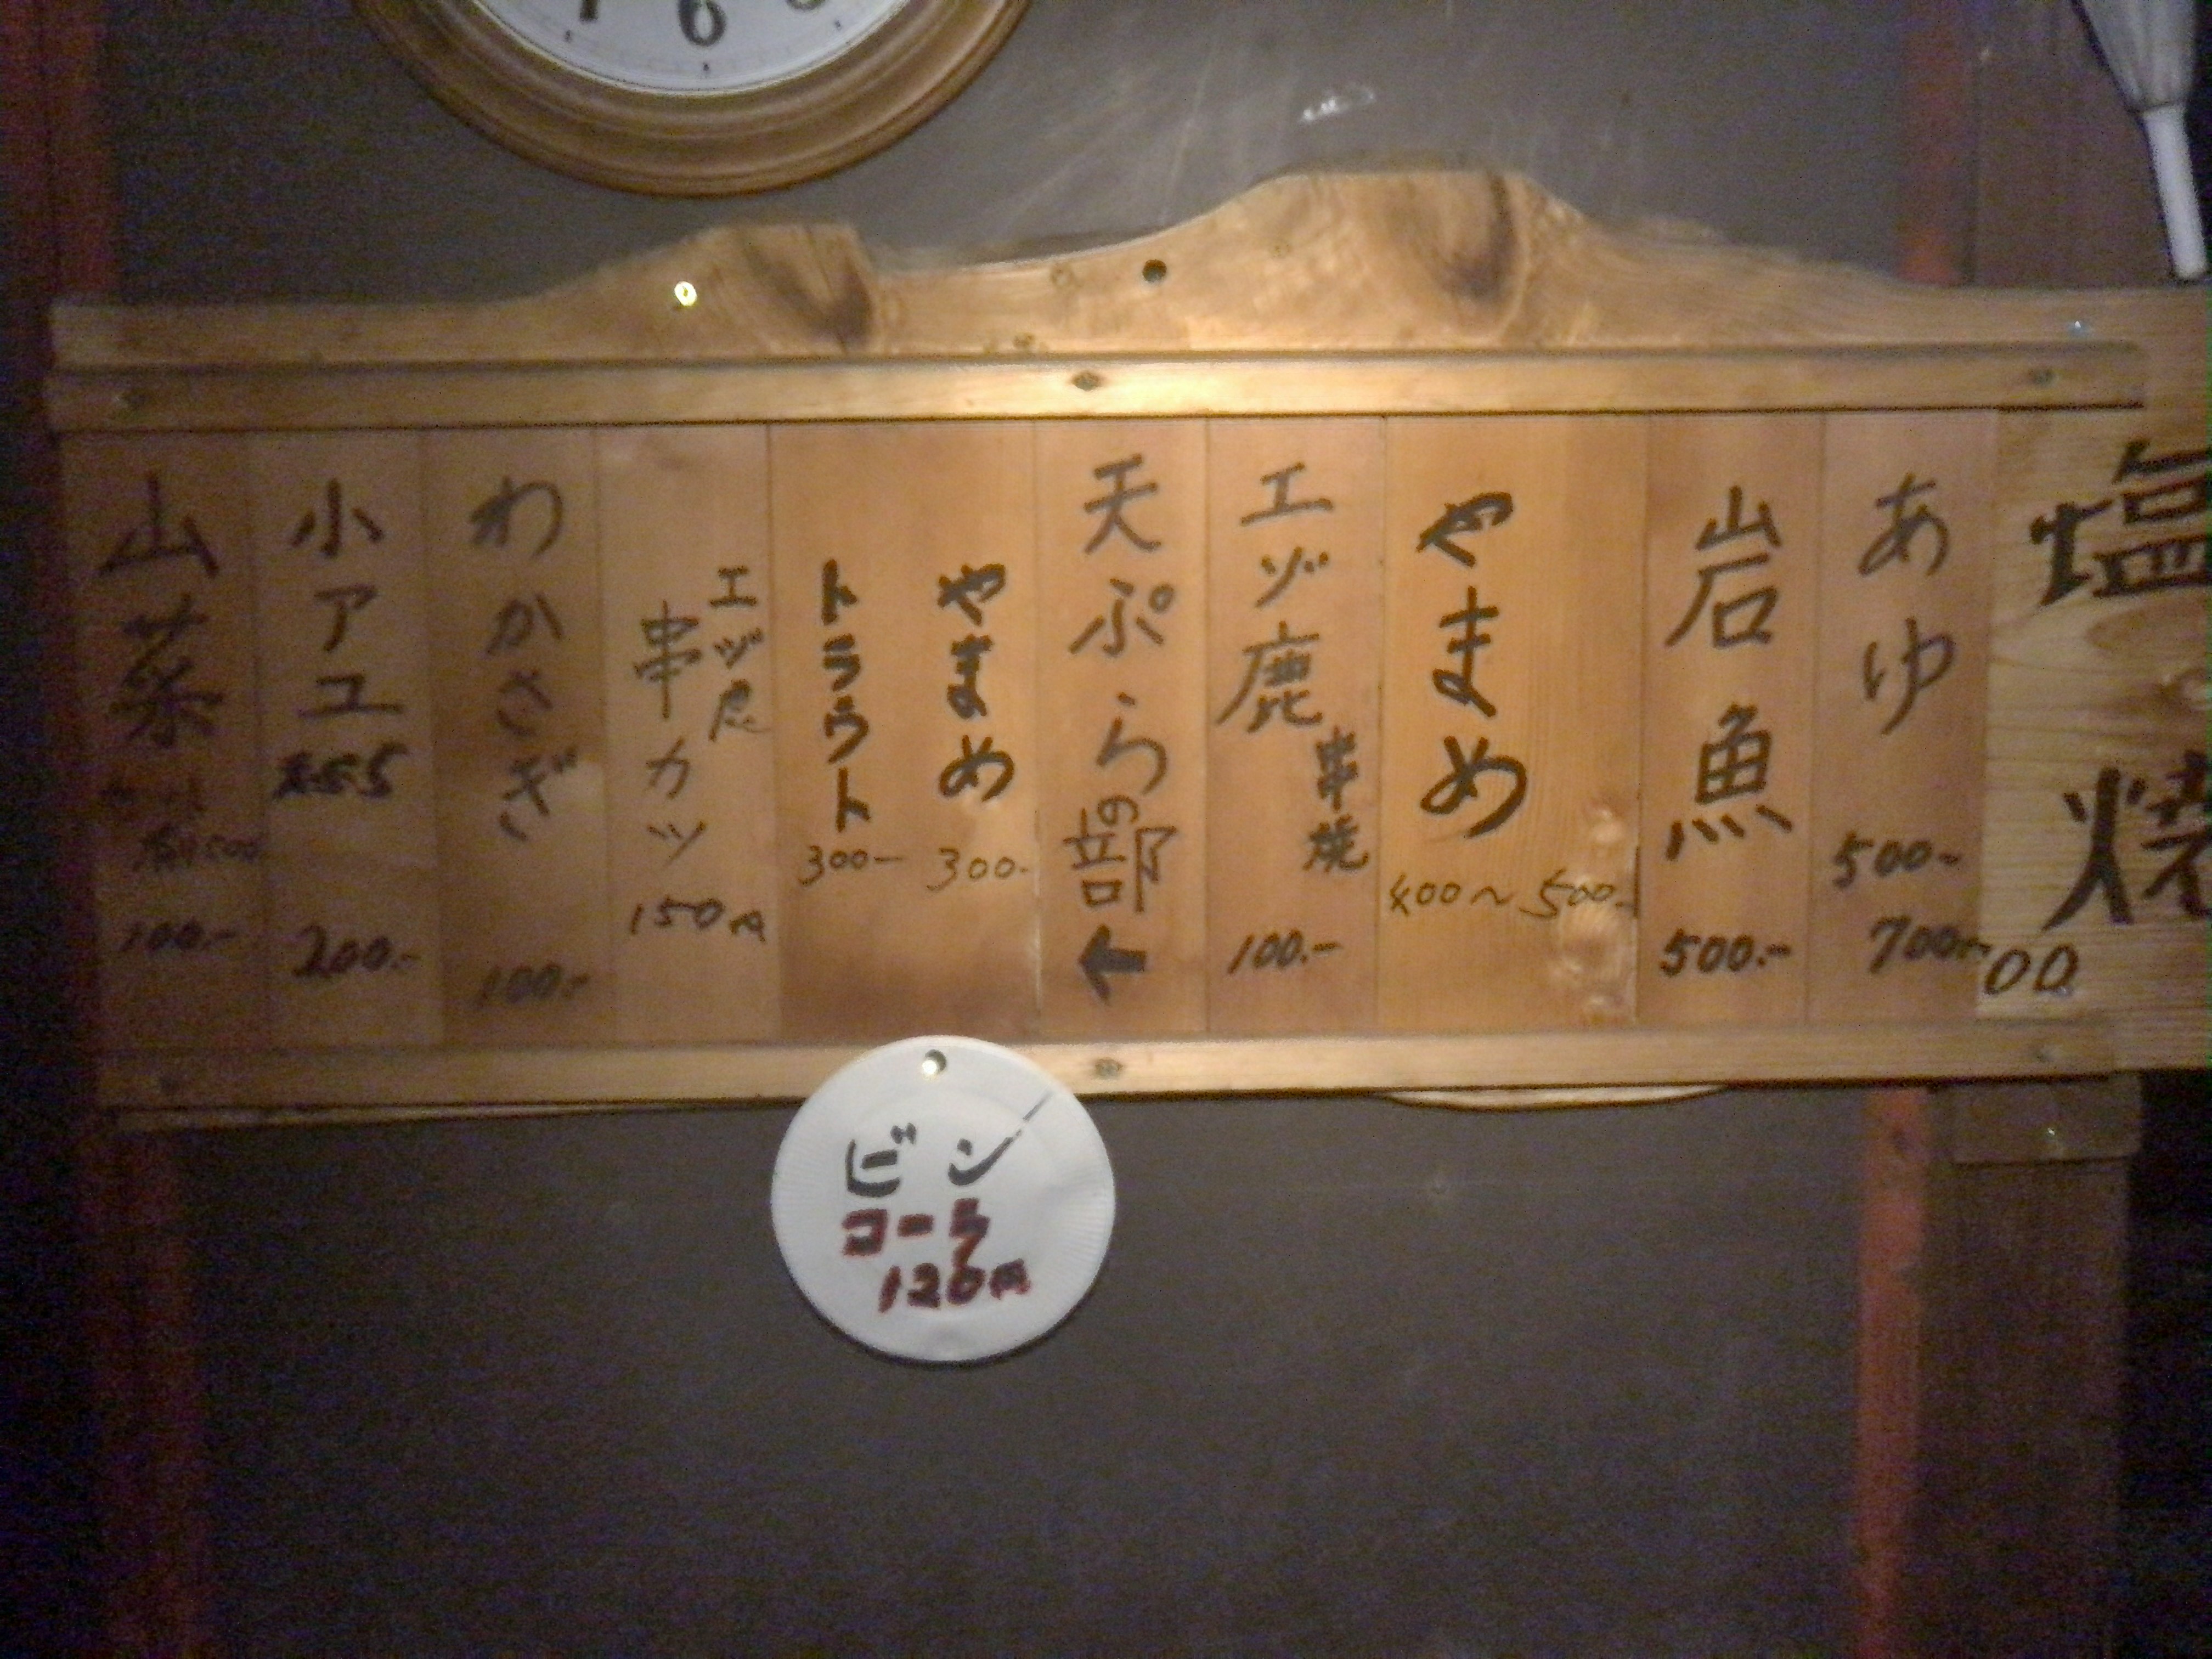 塩焼
あゆ
500-
700-
00
岩魚
500.-
やまめ
400〜500.-
エゾ鹿
串焼
100.-
天ぷらの部
←
やまめ
300-
トラウト
300-
エゾ鹿
串カツ
150円
わかさぎ
100.-
小アユ
200.-
山菜
100.-
ビン
コーラ
120円
6